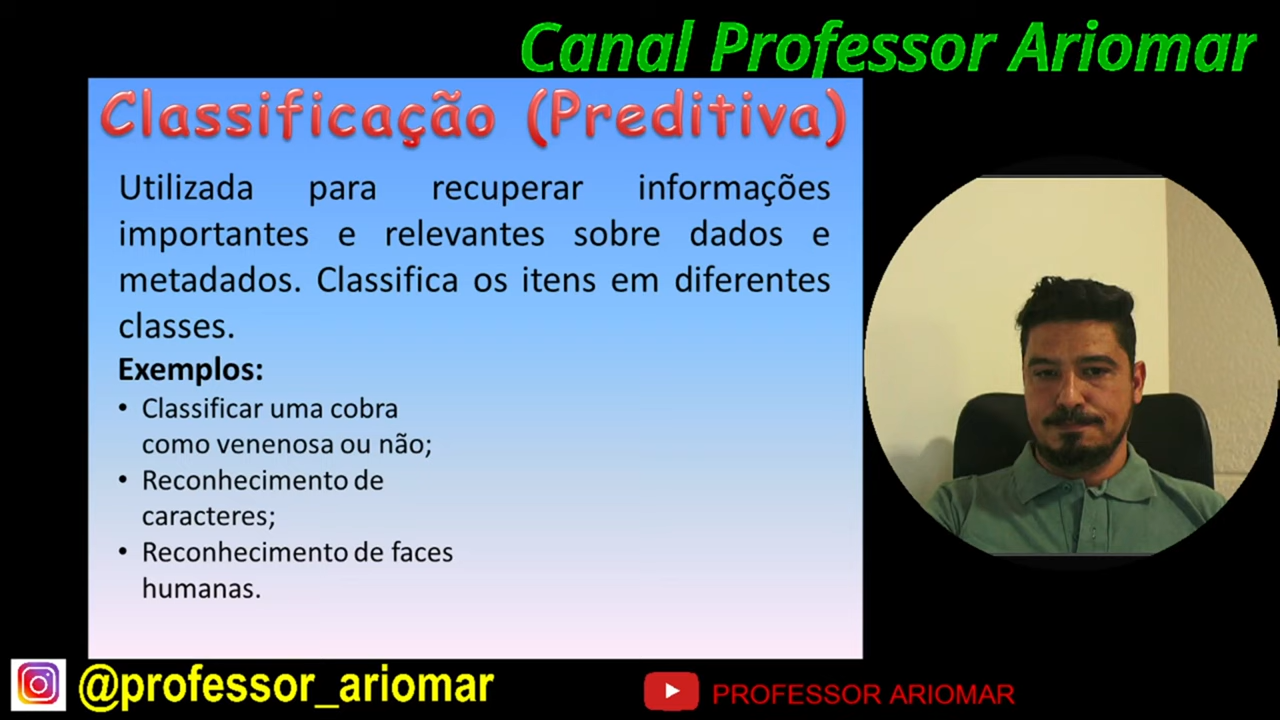 Canal Professor Ariomar
Classificação (Preditiva)
Utilizada para recuperar informações
importantes e relevantes sobre dados e
metadados. Classifica os itens em diferentes
classes.
Exemplos:
• Classificar uma cobra
como venenosa ou não;
• Reconhecimento de
caracteres;
• Reconhecimento de faces
humanas.
@professor_ariomar
PROFESSOR ARIOMAR